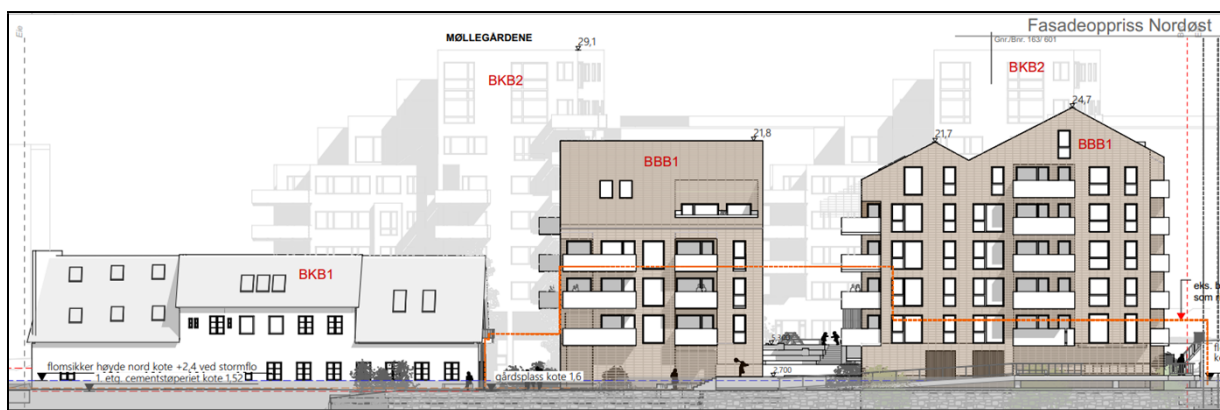 Fasadeoppriss Nordøst
Eie
MØLLEGÅRDENE
29,1
Gnr./Bnr. 163/ 601
BKB2
BKB2
24,7
21,8
21,7
BBB1
BBB1
BKB1
eks. b
som r
flomsikker høyde nord kote +2,4 ved stormflo
1. etg. cementstøperiet kote 1.52
gårdsplass kote 1.6
2.700